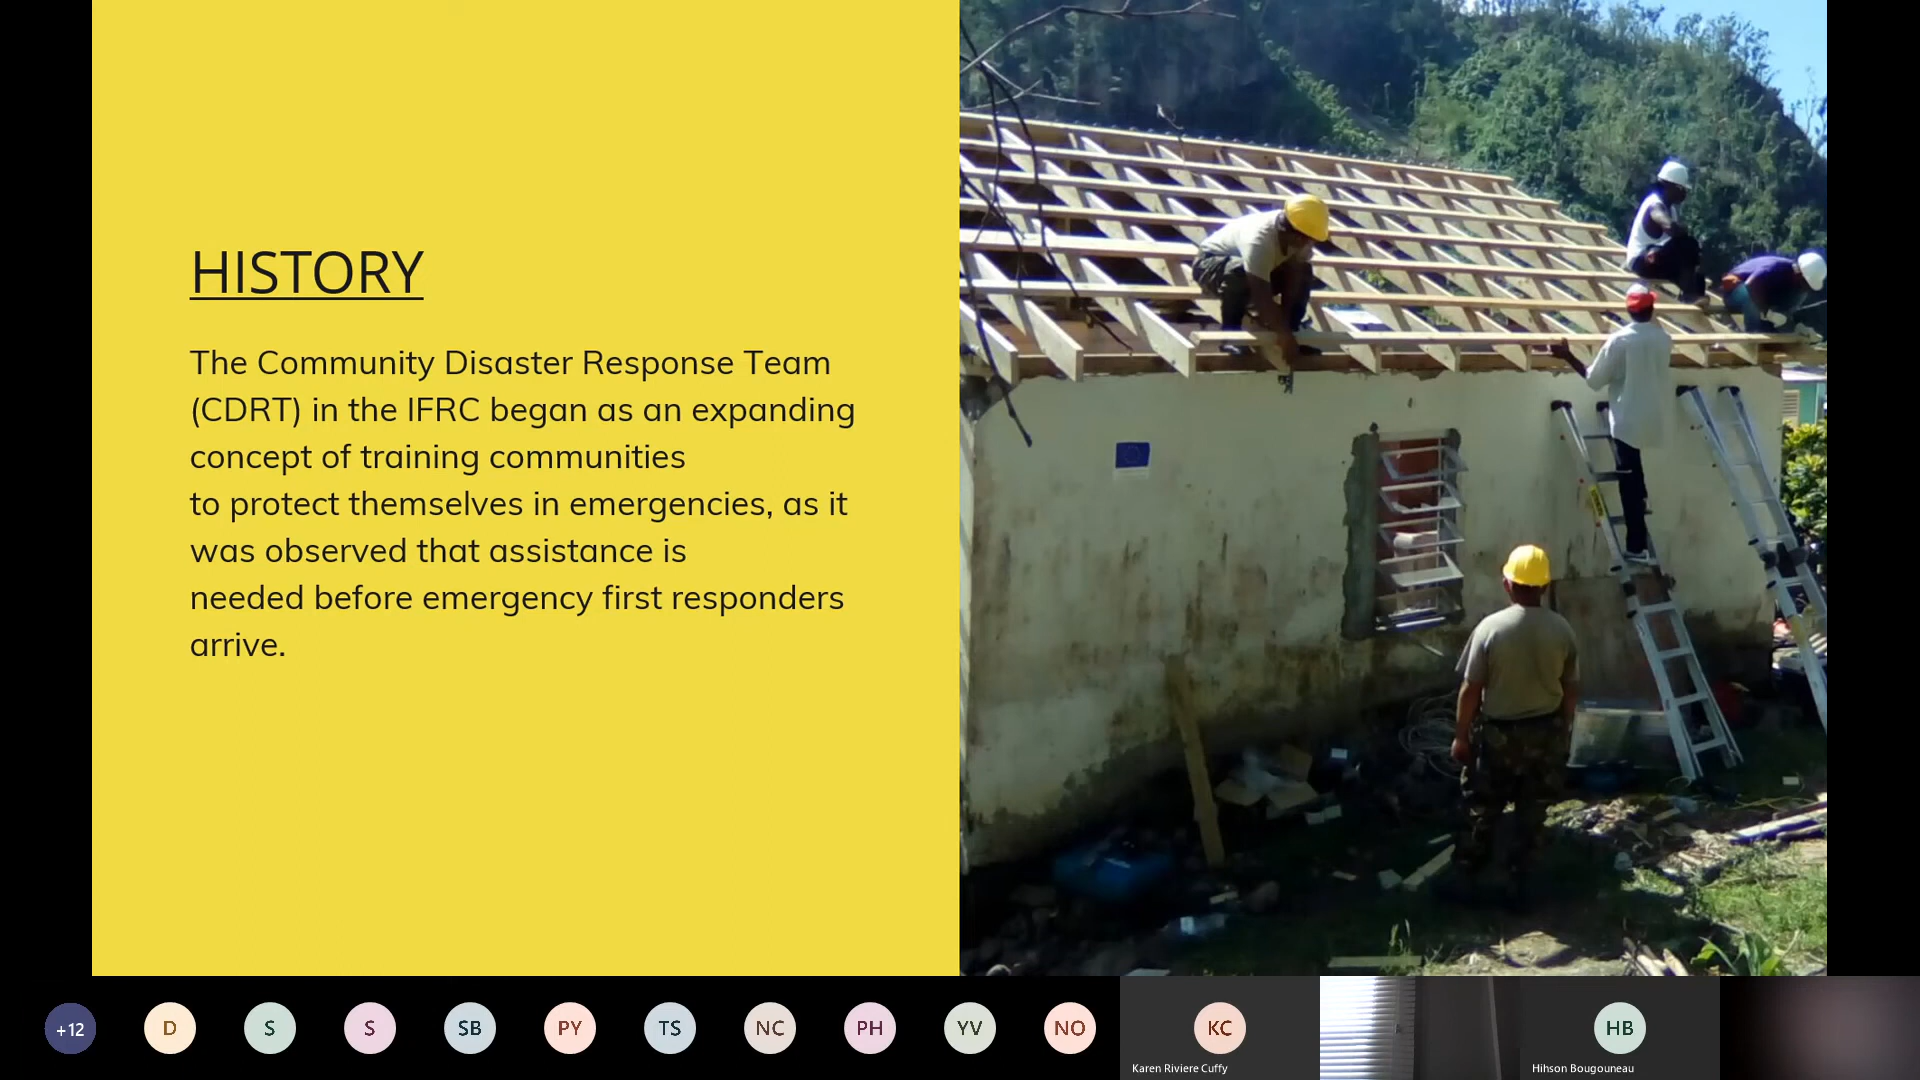 HISTORY
The Community Disaster Response Team
(CDRT) in the IFRC began as an expanding
concept of training communities
to protect themselves in emergencies, as it
was observed that assistance is
needed before emergency first responders
arrive.
+12
D
S
S
SB
PY
TS
NC
PH
YV
NO
KC
Karen Riviere Cuffy
HB
Hihson Bougouneau